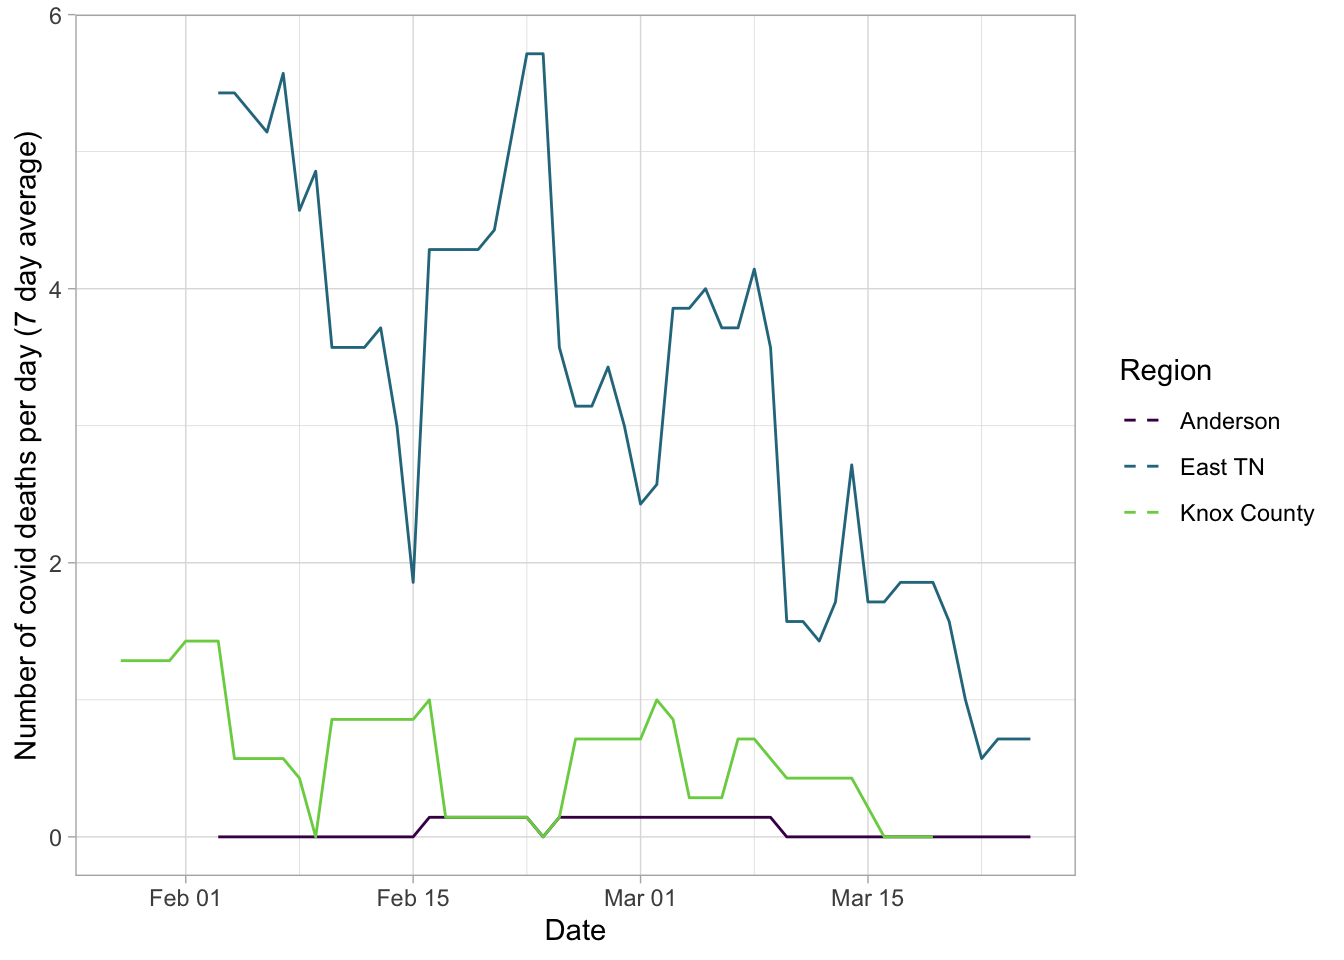 Number of covid deaths per day (7 day average)
6
4
2
0
Feb 01
Feb 15
Mar 01
Mar 15
Date
Region
Anderson
East TN
Knox County